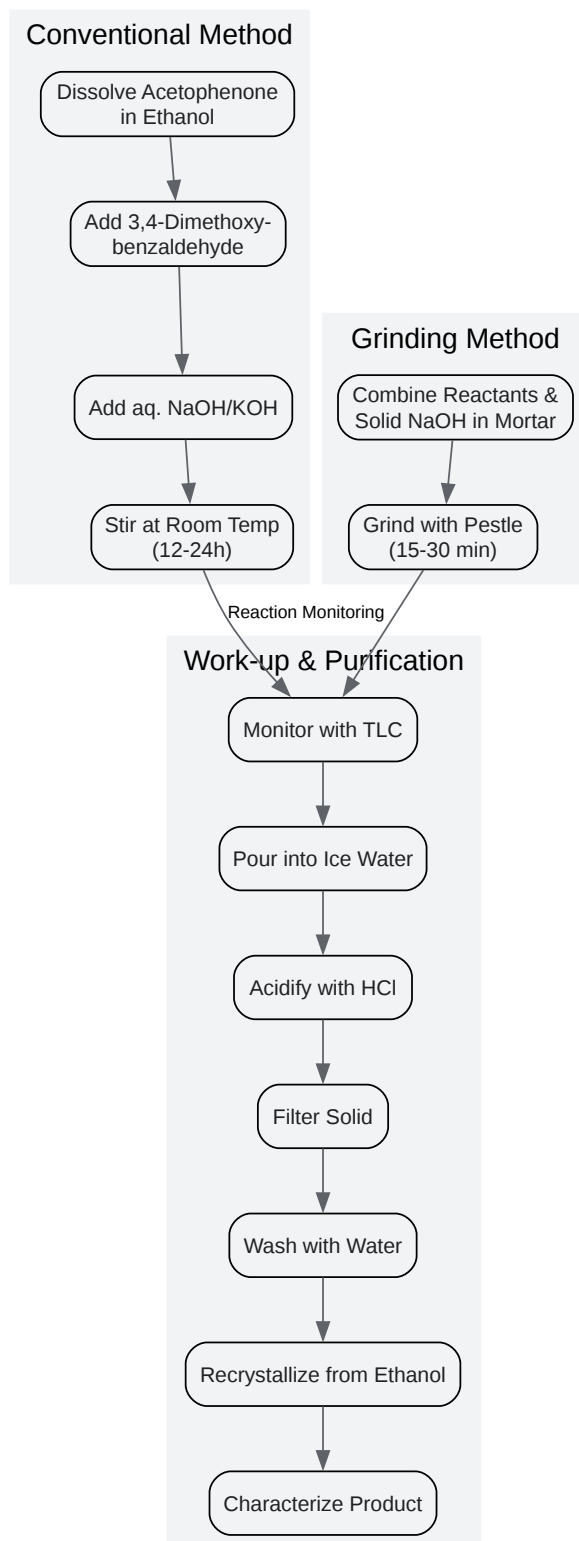 Conventional Method
Dissolve Acetophenone
in Ethanol
Add 3,4-Dimethoxy-
benzaldehyde
Add aq. NaOH/KOH
Stir at Room Temp
(12-24h)
Grinding Method
Combine Reactants &
Solid NaOH in Mortar
Grind with Pestle
(15-30 min)
Reaction Monitoring
Work-up & Purification
Monitor with TLC
Pour into Ice Water
Acidify with HCl
Filter Solid
Wash with Water
Recrystallize from Ethanol
Characterize Product